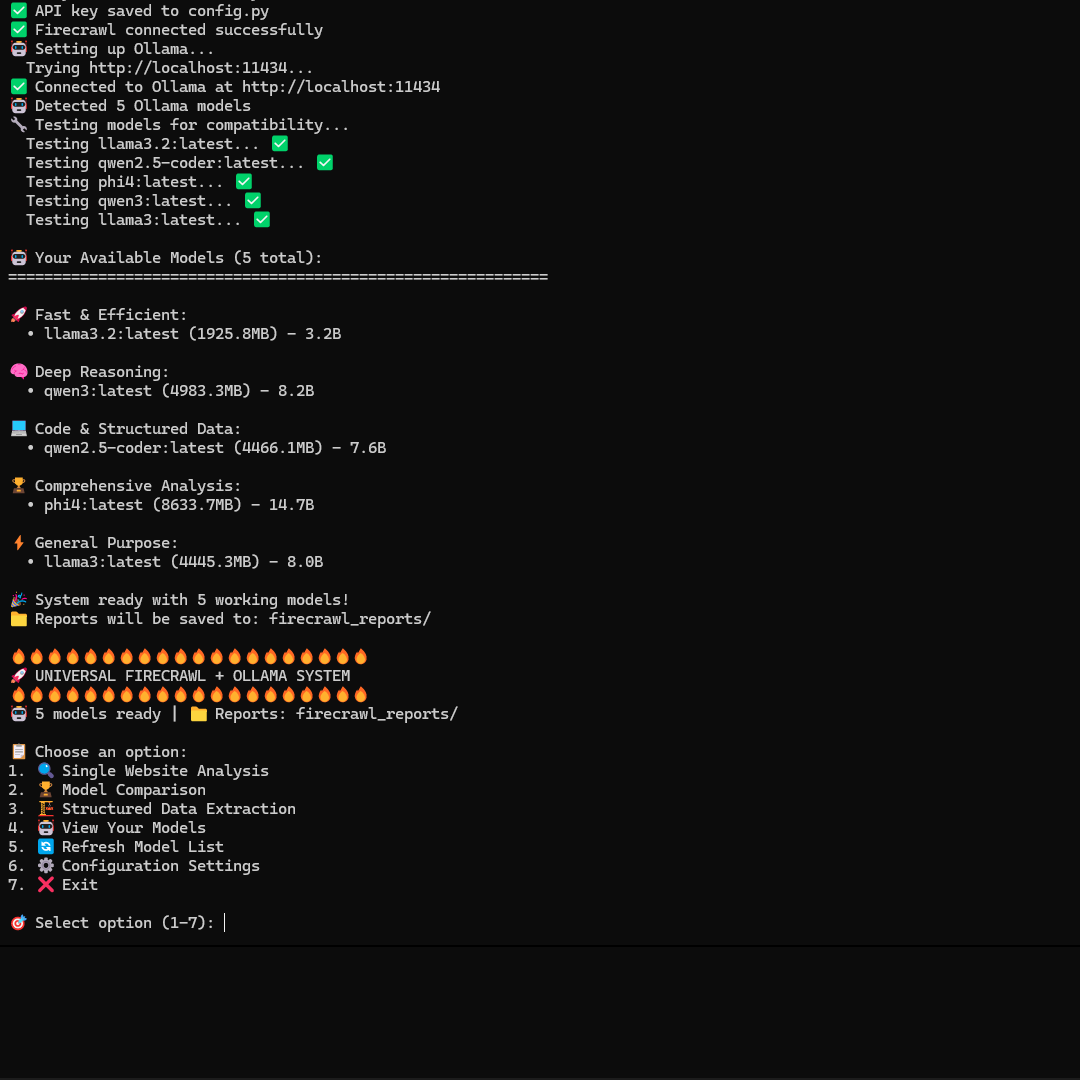 ✅ API key saved to config.py
✅ Firecrawl connected successfully
🤖 Setting up Ollama...
Trying http://localhost:11434...
✅ Connected to Ollama at http://localhost:11434
🤖 Detected 5 Ollama models
🔧 Testing models for compatibility...
Testing llama3.2:latest... ✅
Testing qwen2.5-coder:latest... ✅
Testing phi4:latest... ✅
Testing qwen3:latest... ✅
Testing llama3:latest... ✅
🤖 Your Available Models (5 total):
============================================================
🚀 Fast & Efficient:
• llama3.2:latest (1925.8MB) - 3.2B
🧠 Deep Reasoning:
• qwen3:latest (4983.3MB) - 8.2B
💻 Code & Structured Data:
• qwen2.5-coder:latest (4466.1MB) - 7.6B
🏆 Comprehensive Analysis:
• phi4:latest (8633.7MB) - 14.7B
⚡ General Purpose:
• llama3:latest (4445.3MB) - 8.0B
🎉 System ready with 5 working models!
📁 Reports will be saved to: firecrawl_reports/
🔥🔥🔥🔥🔥🔥🔥🔥🔥🔥🔥🔥🔥🔥🔥🔥🔥🔥🔥🔥
🚀 UNIVERSAL FIRECRAWL + OLLAMA SYSTEM
🔥🔥🔥🔥🔥🔥🔥🔥🔥🔥🔥🔥🔥🔥🔥🔥🔥🔥🔥🔥
🤖 5 models ready | 📁 Reports: firecrawl_reports/
📋 Choose an option:
1. 🔍 Single Website Analysis
2. 🏆 Model Comparison
3. 🏗️ Structured Data Extraction
4. 🤖 View Your Models
5. 🔄 Refresh Model List
6. ⚙️ Configuration Settings
7. ❌ Exit
🎯 Select option (1-7):